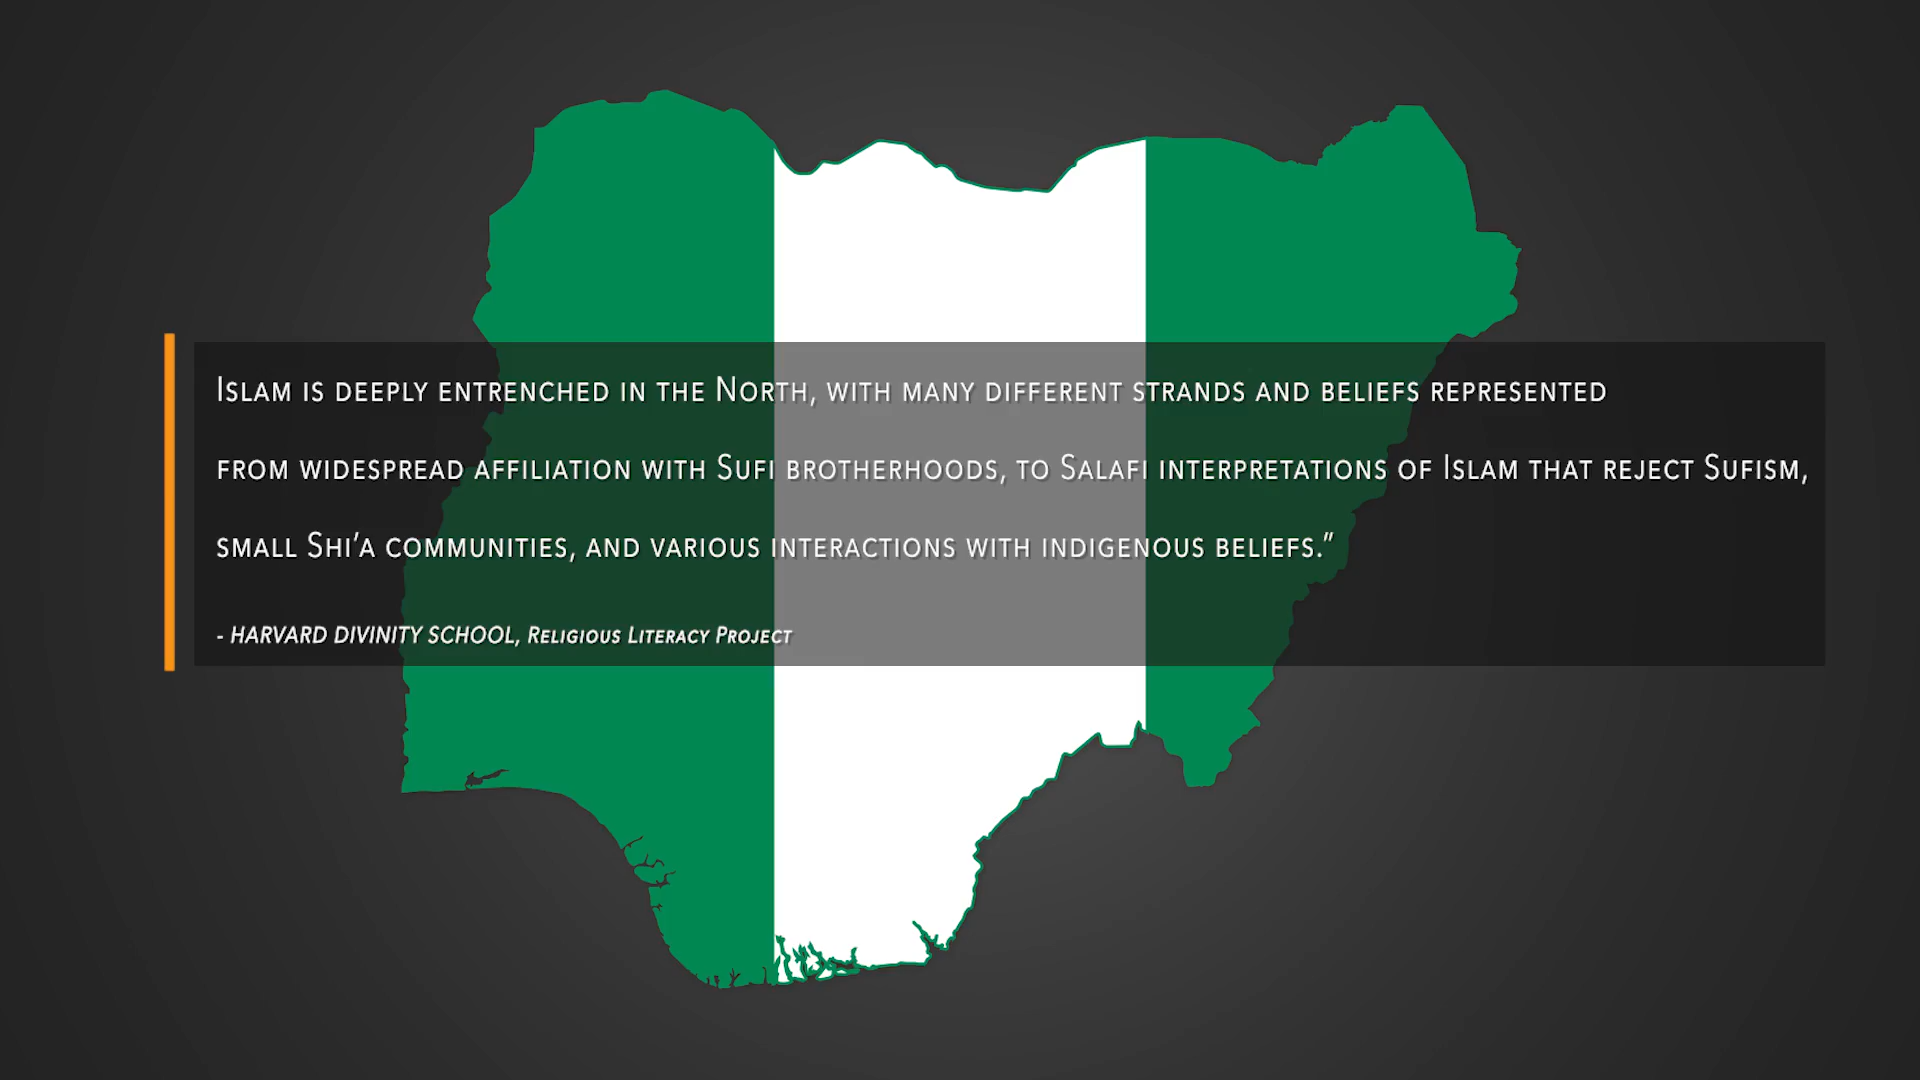 Islam is deeply entrenched in the North, with many different strands and beliefs represented
from widespread affiliation with Sufi brotherhoods, to Salafi interpretations of Islam that reject Sufism,
small Shi’a communities, and various interactions with indigenous beliefs.”
- HARVARD DIVINITY SCHOOL, Religious Literacy Project